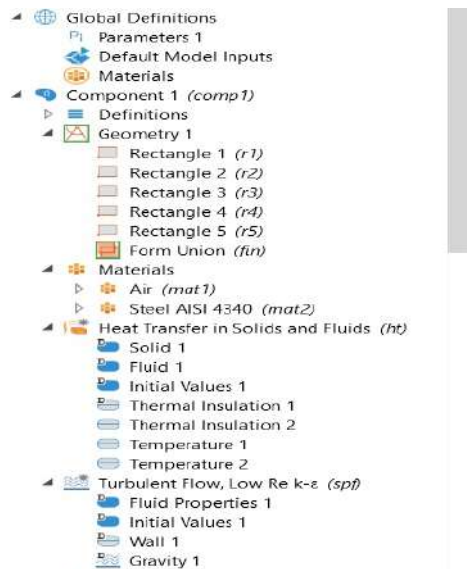 Global Definitions
Pi Parameters 1
Default Model Inputs
Materials
Component 1 (comp1)
Definitions
Geometry 1
Rectangle 1 (r1)
Rectangle 2 (r2)
Rectangle 3 (r3)
Rectangle 4 (r4)
Rectangle 5 (r5)
Form Union (fin)
Materials
Air (mat1)
Steel AISI 4340 (mat2)
Heat Transfer in Solids and Fluids (ht)
Solid 1
Fluid 1
Initial Values 1
Thermal Insulation 1
Thermal Insulation 2
Temperature 1
Temperature 2
Turbulent Flow, Low Re k-ε (spf)
Fluid Properties 1
Initial Values 1
Wall 1
Gravity 1